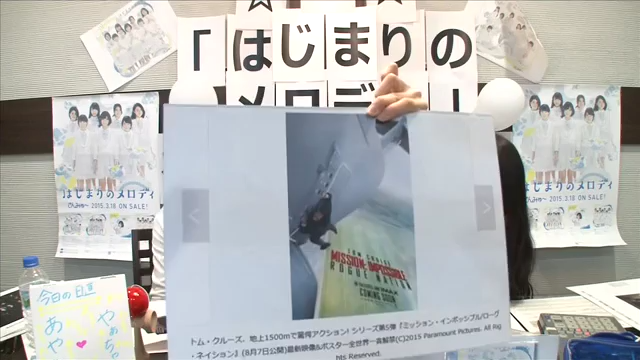 「はじまりの
メロディ」
はじまりのメロディ
2015.3.18 ON SALE!
はじまりのメロディ
2015.3.18 ON SALE!
TOM CRUISE
MISSION: IMPOSSIBLE
ROGUE NATION
COMING SOON
トム・クルーズ、地上1500mで驚愕アクション! シリーズ第5弾『ミッション・インポッシブル/ローグ
・ネイション』(8月7日公開)最新映像&ポスター全世界一斉解禁(C)2015 Paramount Pictures. All Rig
hts Reserved.
今日の日直
あや
やぁちゃ